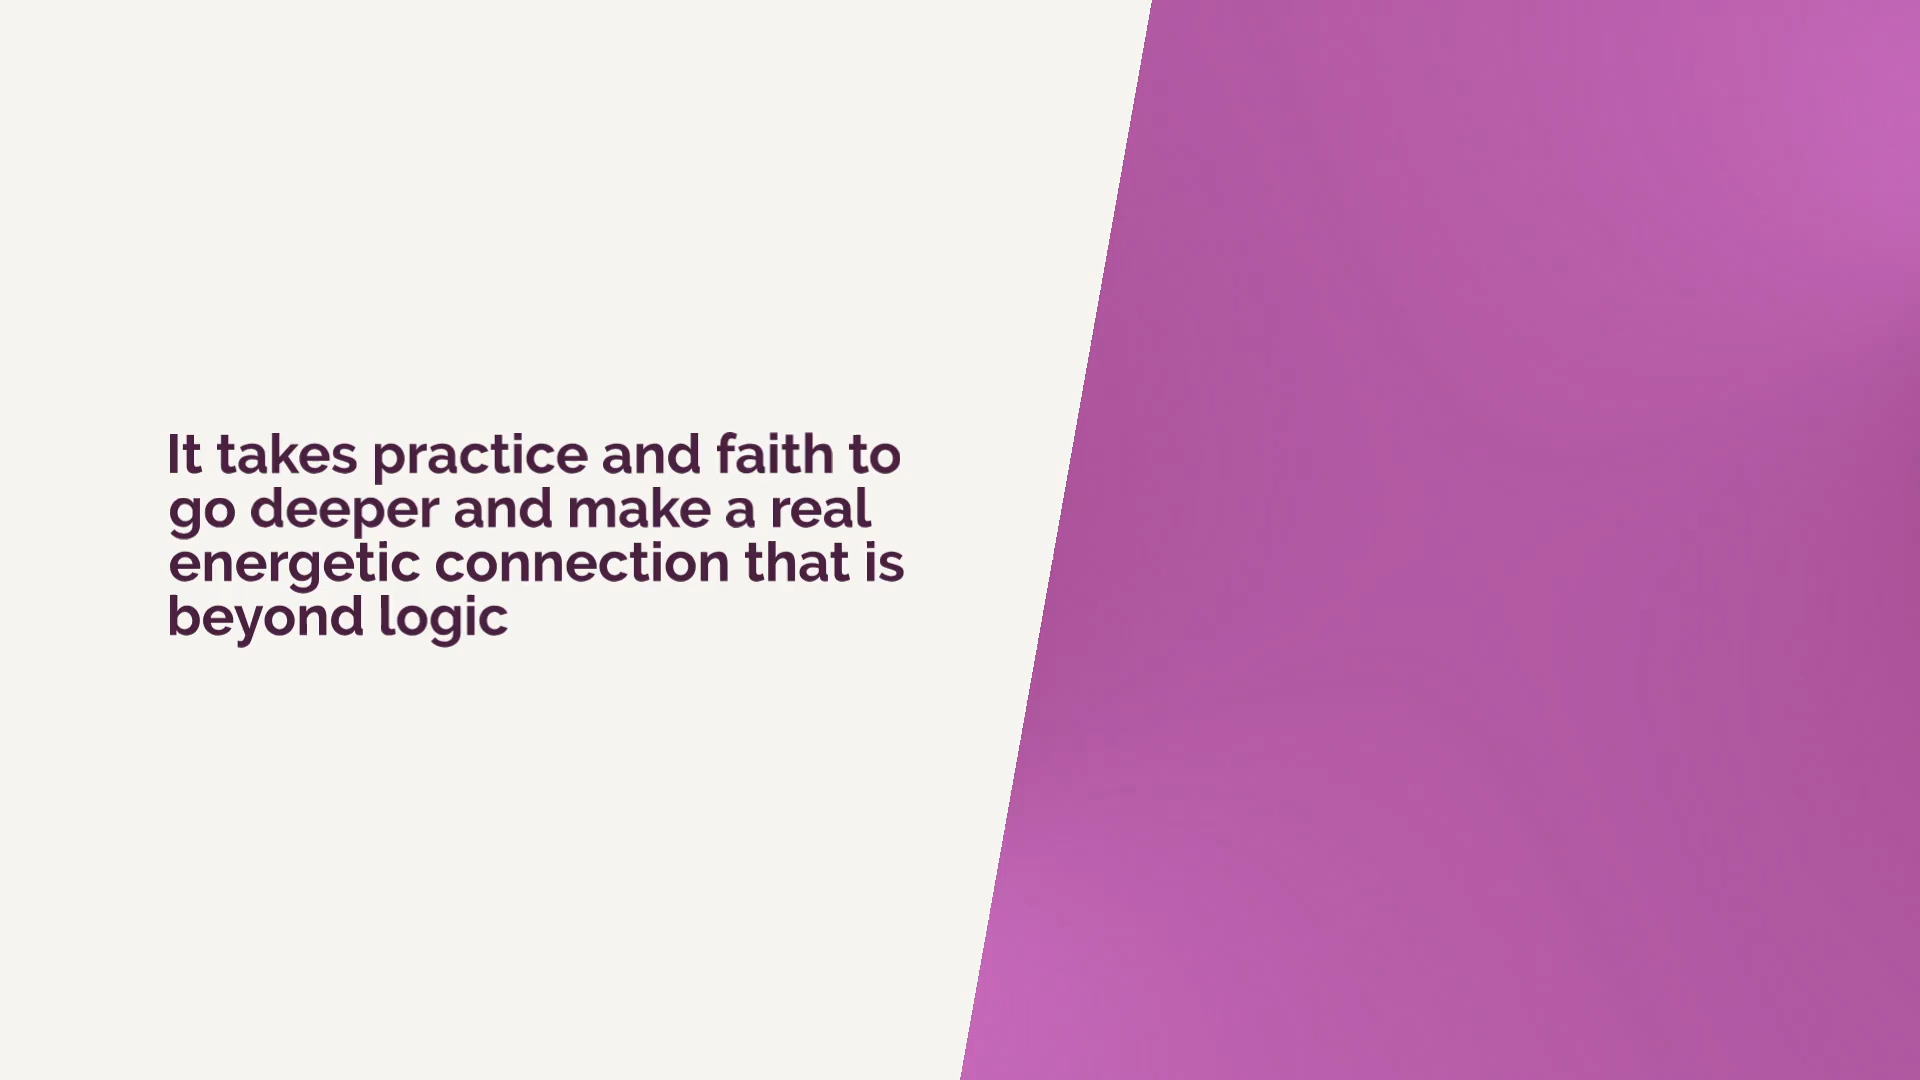 It takes practice and faith to
go deeper and make a real
energetic connection that is
beyond logic